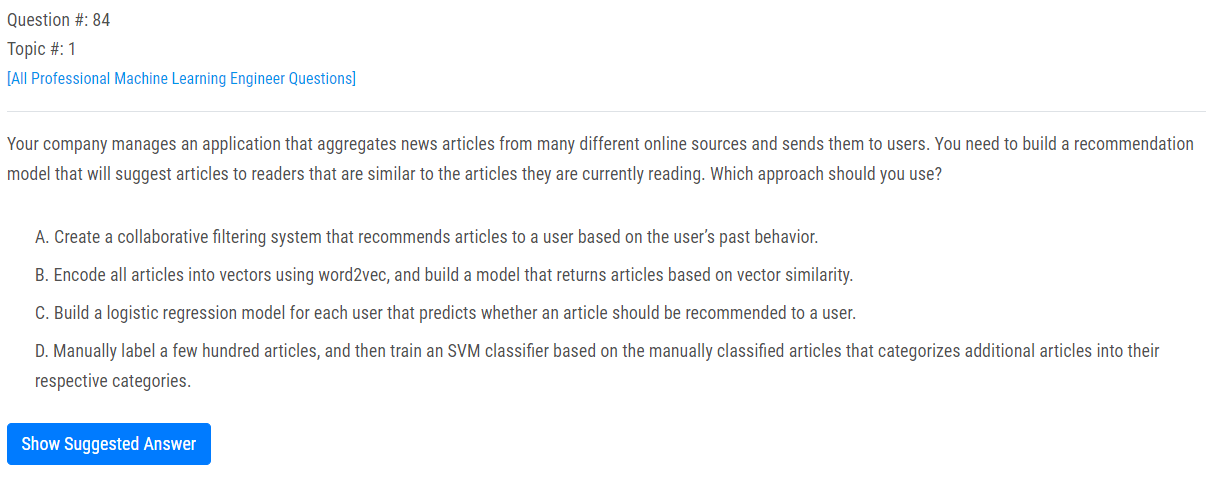 Question #: 84
Topic #: 1
[All Professional Machine Learning Engineer Questions]
Your company manages an application that aggregates news articles from many different online sources and sends them to users. You need to build a recommendation
model that will suggest articles to readers that are similar to the articles they are currently reading. Which approach should you use?
A. Create a collaborative filtering system that recommends articles to a user based on the user’s past behavior.
B. Encode all articles into vectors using word2vec, and build a model that returns articles based on vector similarity.
C. Build a logistic regression model for each user that predicts whether an article should be recommended to a user.
D. Manually label a few hundred articles, and then train an SVM classifier based on the manually classified articles that categorizes additional articles into their
respective categories.
Show Suggested Answer